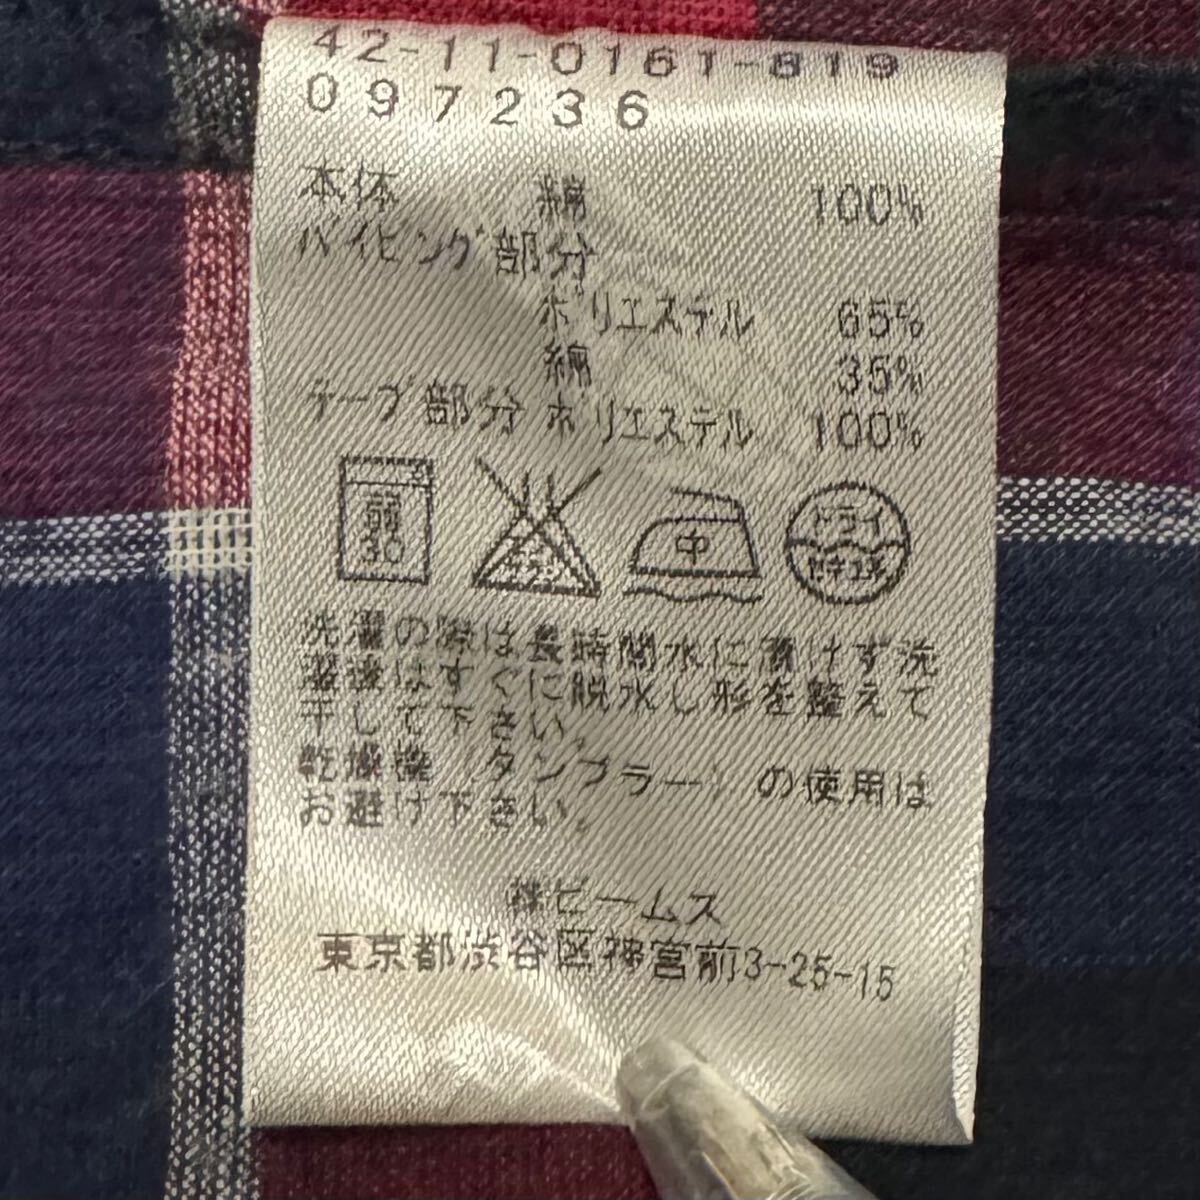 42-11-0161-819
097236
本体 綿 100%
パイピング部分
ポリエステル 65%
綿 35%
テープ部分 ポリエステル 100%
弱
30
エンソサラシ
中
ドライ
セキユ系
洗濯の際は長時間水に漬けず洗
濯後はすぐに脱水し形を整えて
干して下さい。
乾燥機(タンブラー)の使用は
お避け下さい。
㈱ビームス
東京都渋谷区神宮前3-25-15